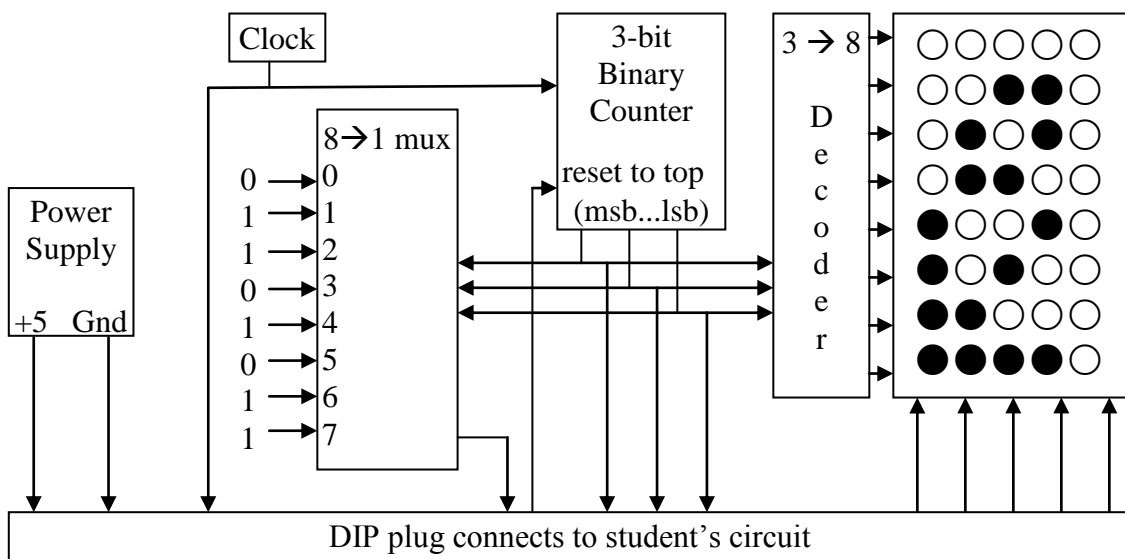 Clock
3-bit
Binary
Counter
reset to top
(msb...lsb)
3 → 8
D
e
c
o
d
e
r
8→1 mux
0 0
1 1
1 2
0 3
1 4
0 5
1 6
1 7
Power
Supply
+5 Gnd
DIP plug connects to student’s circuit